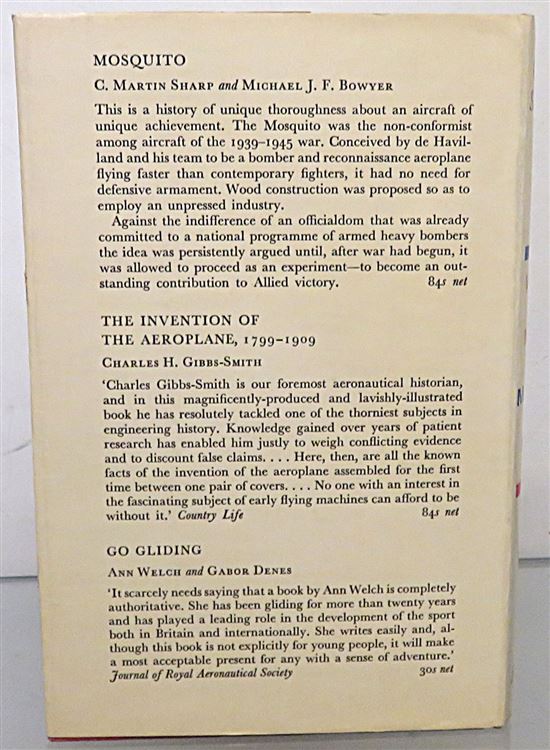 MOSQUITO
C. Martin Sharp and Michael J. F. Bowyer
This is a history of unique thoroughness about an aircraft of
unique achievement. The Mosquito was the non-conformist
among aircraft of the 1939–1945 war. Conceived by de Havil-
land and his team to be a bomber and reconnaissance aeroplane
flying faster than contemporary fighters, it had no need for
defensive armament. Wood construction was proposed so as to
employ an unpressed industry.
Against the indifference of an officialdom that was already
committed to a national programme of armed heavy bombers
the idea was persistently argued until, after war had begun, it
was allowed to proceed as an experiment—to become an out-
standing contribution to Allied victory. 84s net
THE INVENTION OF
THE AEROPLANE, 1799–1909
Charles H. Gibbs-Smith
'Charles Gibbs-Smith is our foremost aeronautical historian,
and in this magnificently-produced and lavishly-illustrated
book he has resolutely tackled one of the thorniest subjects in
engineering history. Knowledge gained over years of patient
research has enabled him justly to weigh conflicting evidence
and to discount false claims. . . . Here, then, are all the known
facts of the invention of the aeroplane assembled for the first
time between one pair of covers. . . . No one with an interest in
the fascinating subject of early flying machines can afford to be
without it.' Country Life 84s net
GO GLIDING
Ann Welch and Gabor Denes
'It scarcely needs saying that a book by Ann Welch is completely
authoritative. She has been gliding for more than twenty years
and has played a leading role in the development of the sport
both in Britain and internationally. She writes easily and, al-
though this book is not explicitly for young people, it will make
a most acceptable present for any with a sense of adventure.'
Journal of Royal Aeronautical Society 30s net